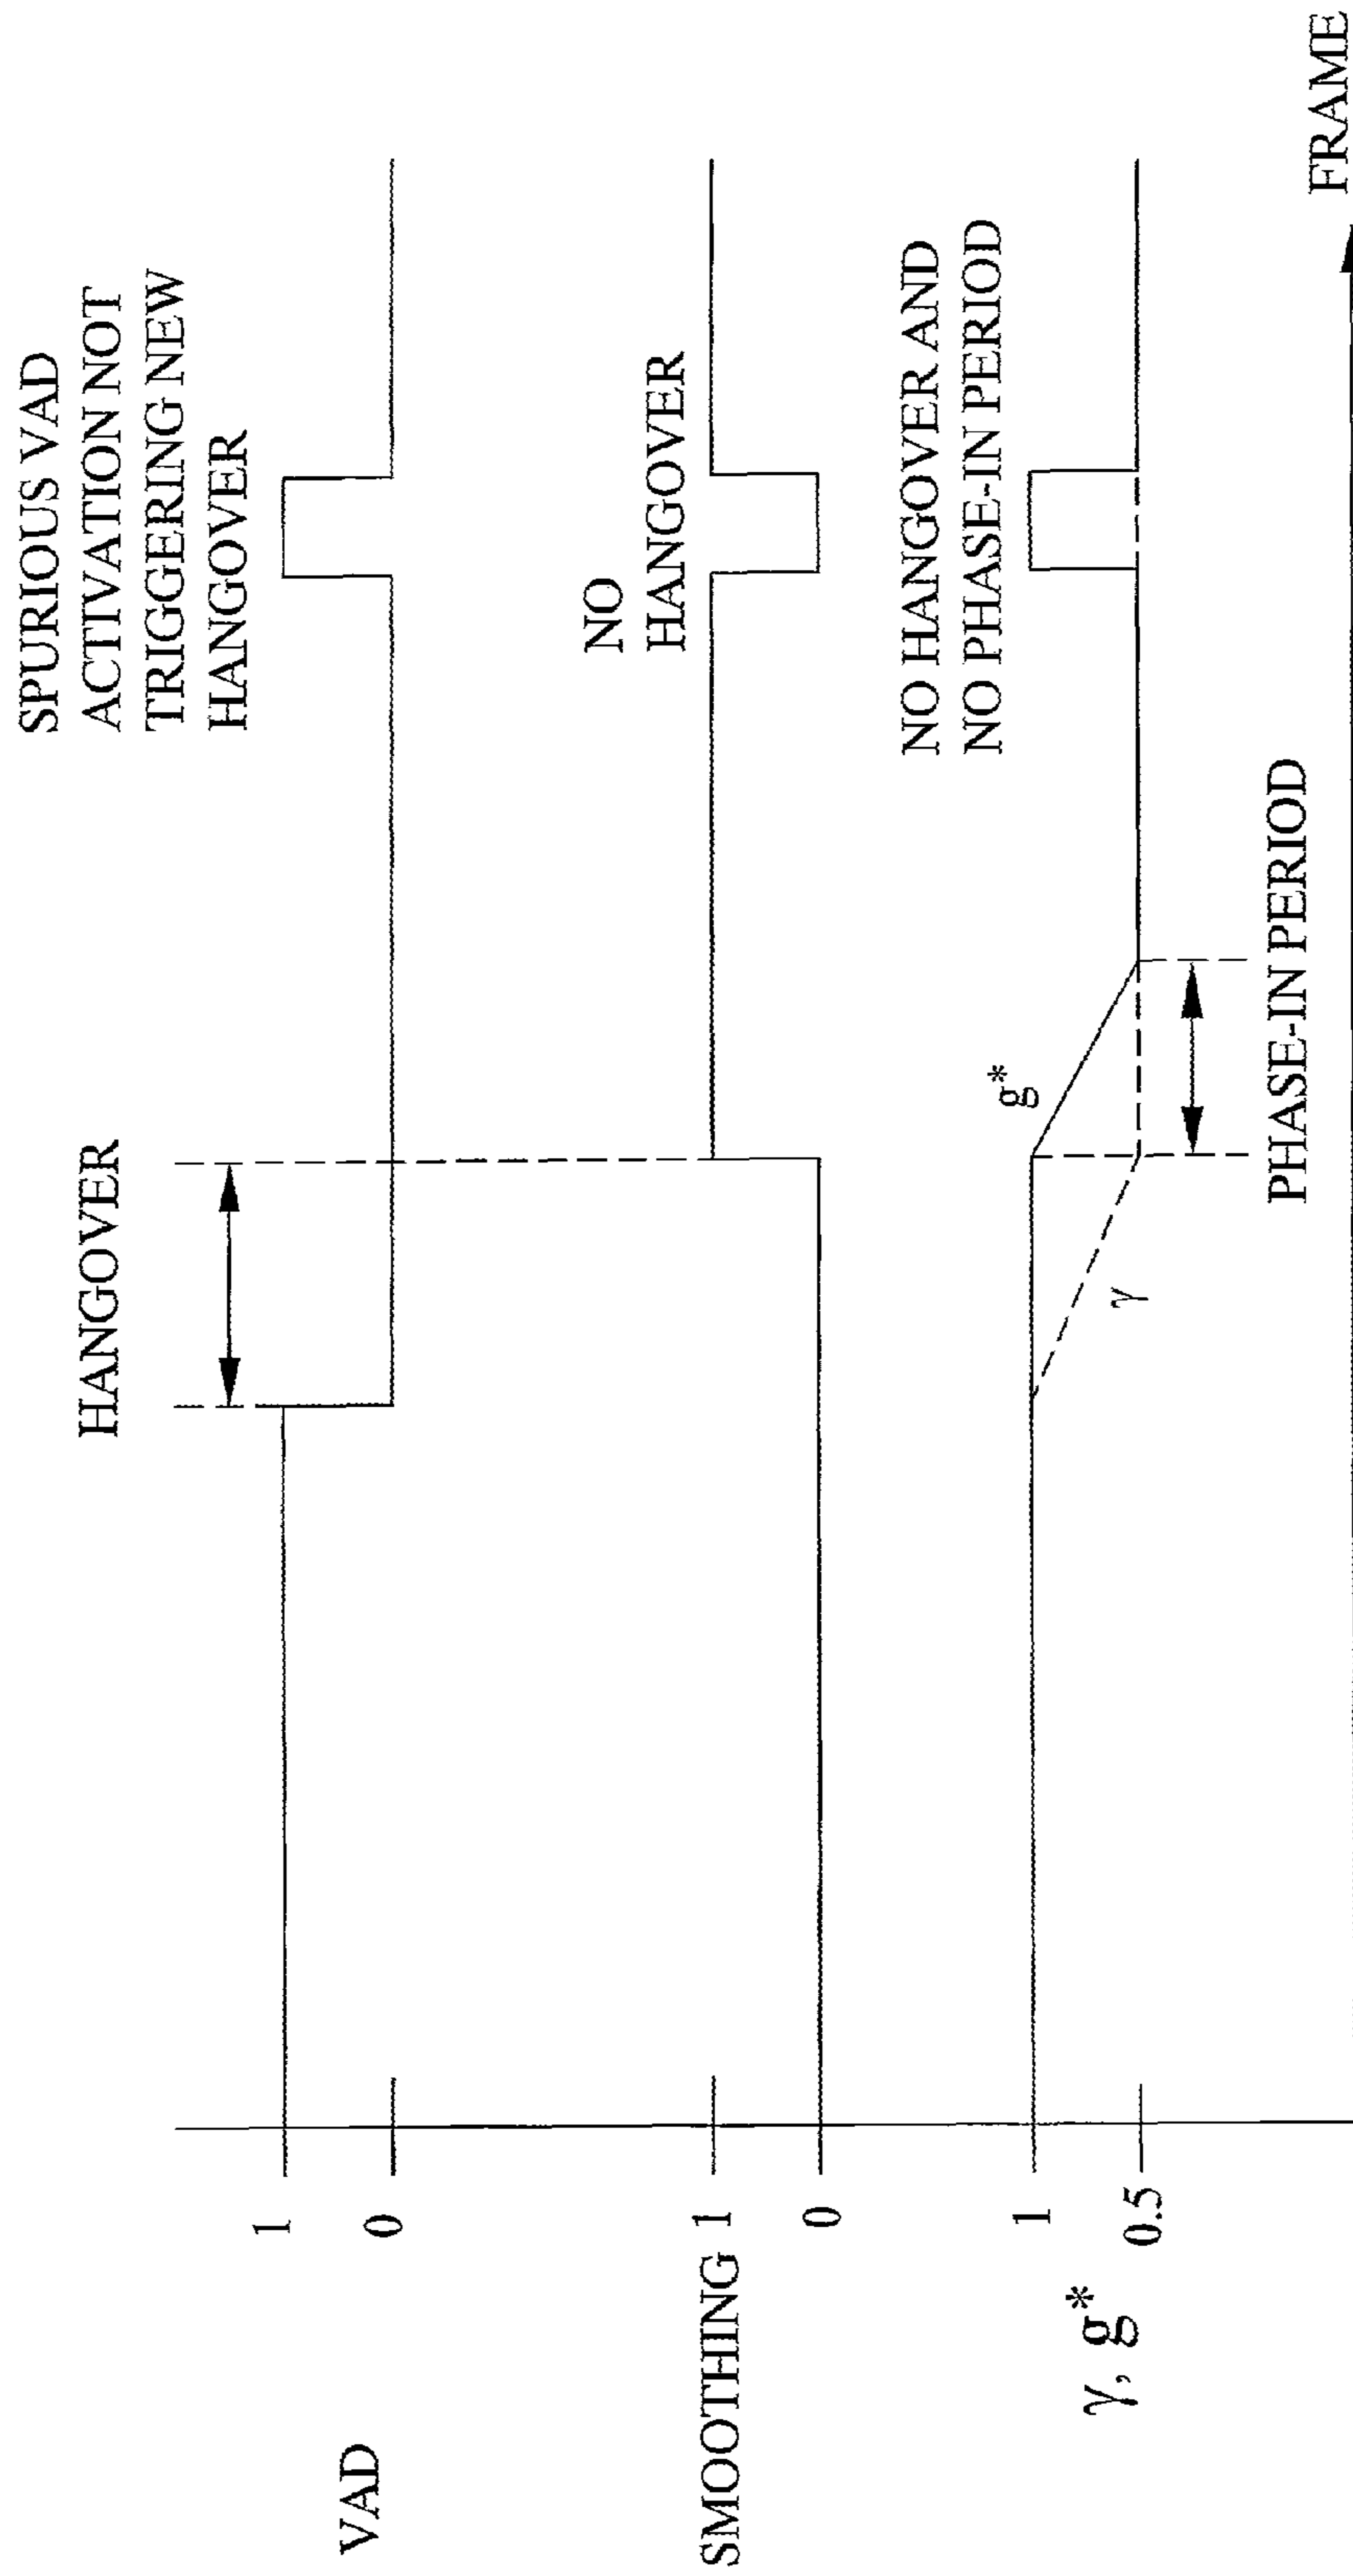 SPURIOUS VAD
ACTIVATION NOT
TRIGGERING NEW
HANGOVER
HANGOVER
VAD
1
0
NO
HANGOVER
SMOOTHING
1
0
NO HANGOVER AND
NO PHASE-IN PERIOD
γ, g*
1
0.5
g*
γ
PHASE-IN PERIOD
FRAME